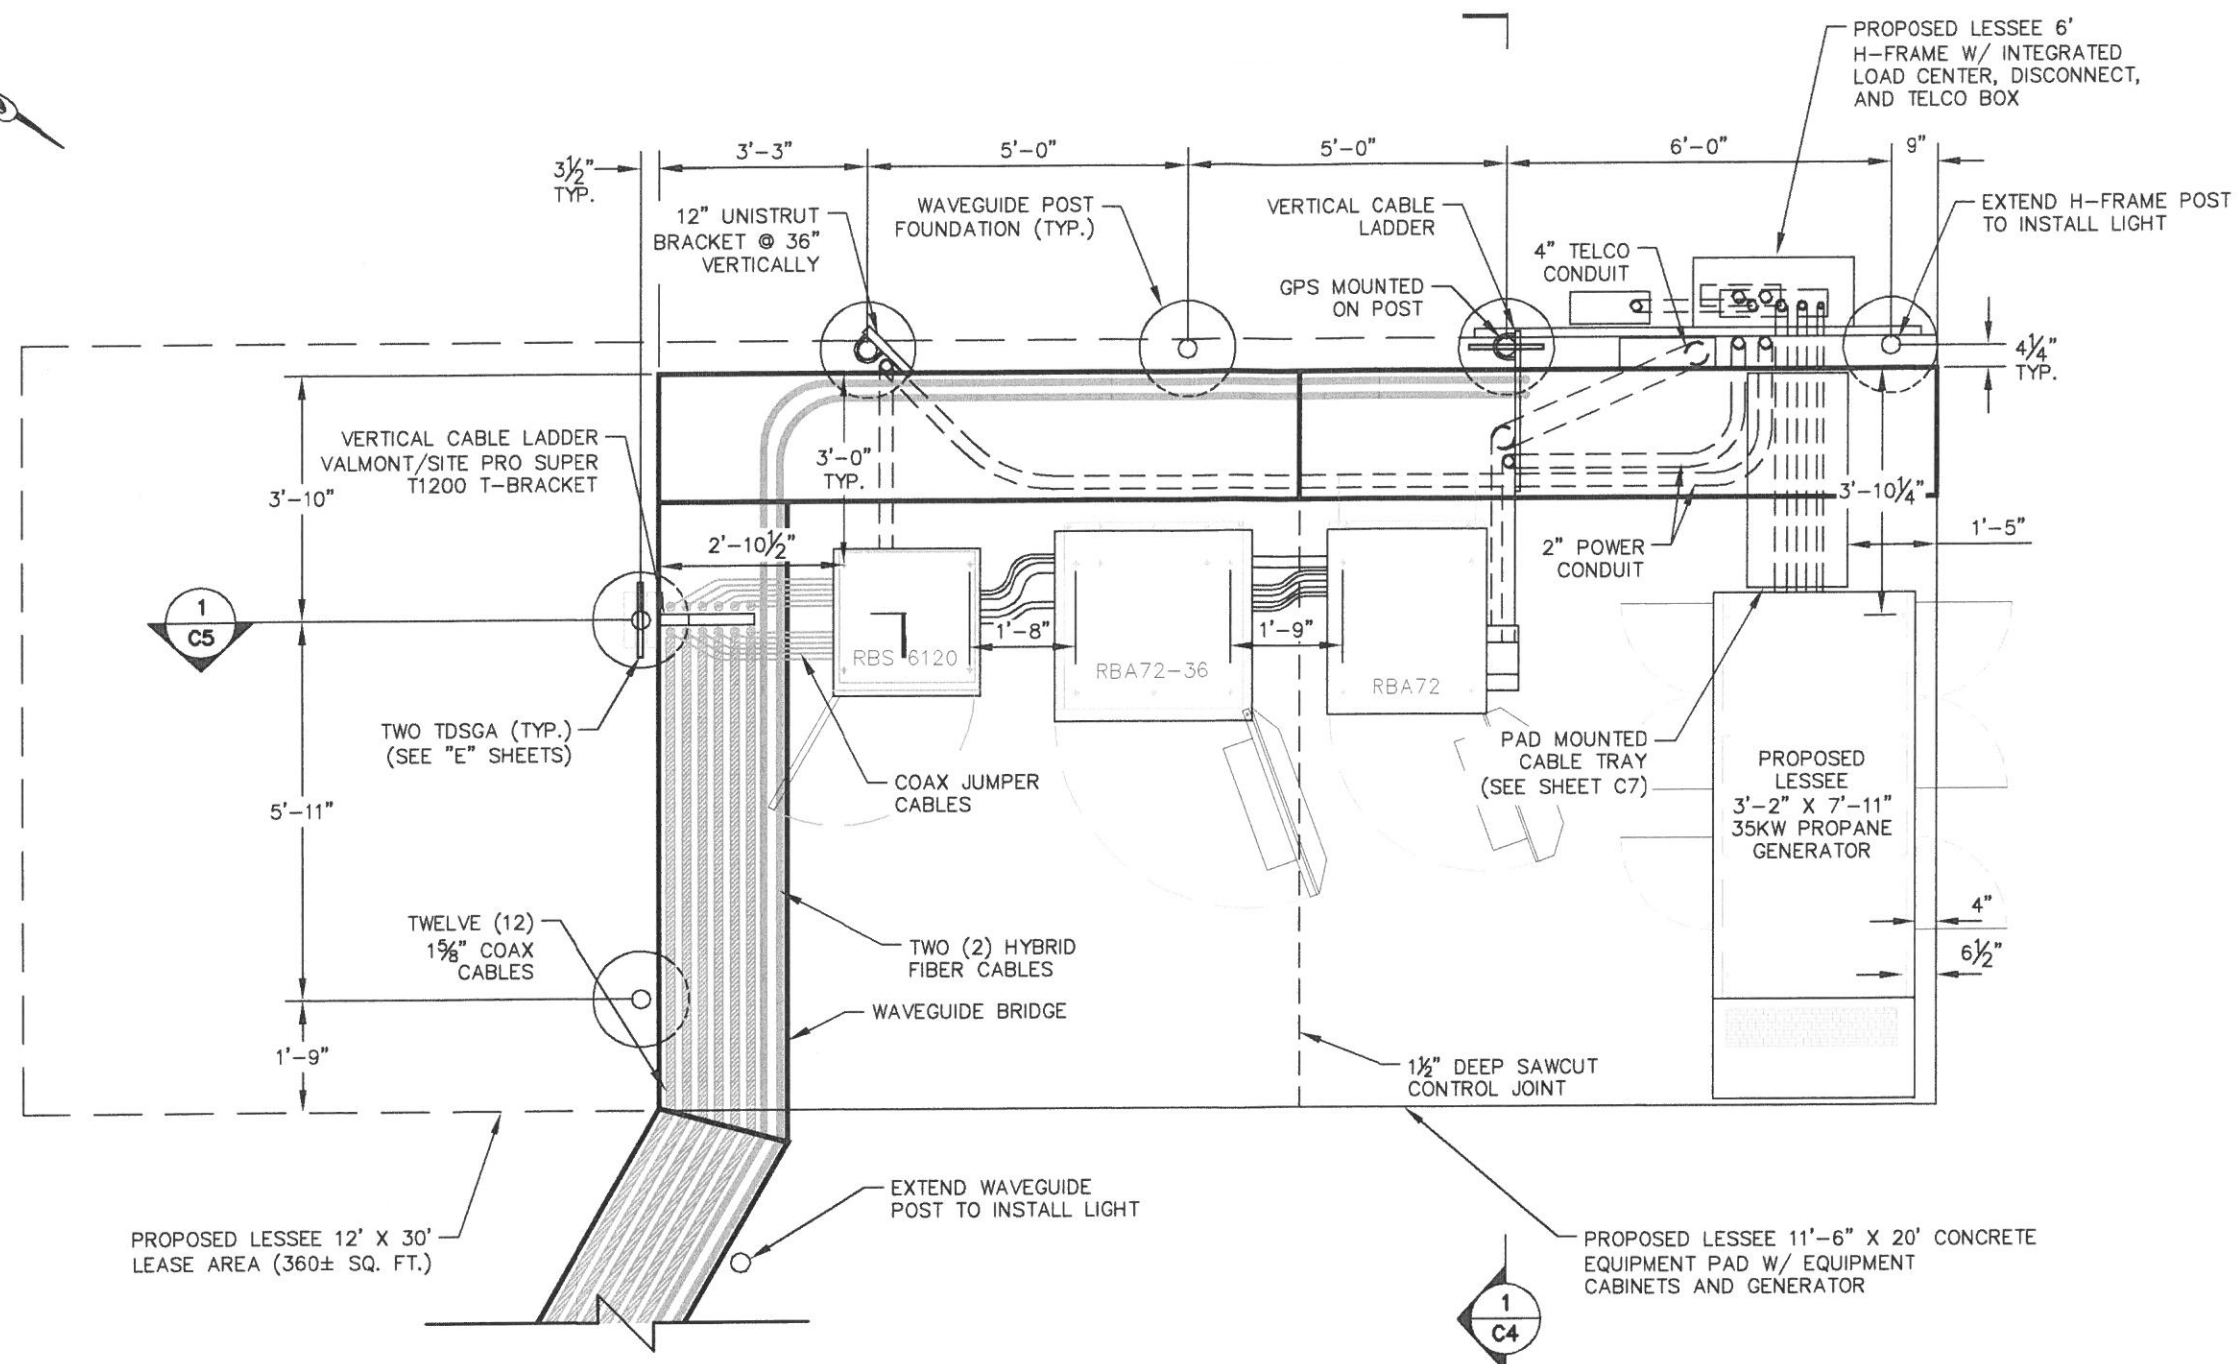 PROPOSED LESSEE 6'
H-FRAME W/ INTEGRATED
LOAD CENTER, DISCONNECT,
AND TELCO BOX
3½"
TYP.
3'-3"
5'-0"
5'-0"
6'-0"
9"
12" UNISTRUT
BRACKET @ 36"
VERTICALLY
WAVEGUIDE POST
FOUNDATION (TYP.)
VERTICAL CABLE
LADDER
GPS MOUNTED
ON POST
4" TELCO
CONDUIT
EXTEND H-FRAME POST
TO INSTALL LIGHT
4¼"
TYP.
VERTICAL CABLE LADDER
VALMONT/SITE PRO SUPER
T1200 T-BRACKET
3'-10"
3'-0"
TYP.
3'-10¼"
1'-5"
2'-10½"
2" POWER
CONDUIT
1
C5
1'-8"
1'-9"
RBS 6120
RBA72-36
RBA72
TWO TDSGA (TYP.)
(SEE "E" SHEETS)
COAX JUMPER
CABLES
PAD MOUNTED
CABLE TRAY
(SEE SHEET C7)
PROPOSED
LESSEE
3'-2" X 7'-11"
35KW PROPANE
GENERATOR
5'-11"
TWELVE (12)
1⅝" COAX
CABLES
TWO (2) HYBRID
FIBER CABLES
4"
6½"
WAVEGUIDE BRIDGE
1'-9"
1½" DEEP SAWCUT
CONTROL JOINT
EXTEND WAVEGUIDE
POST TO INSTALL LIGHT
PROPOSED LESSEE 12' X 30'
LEASE AREA (360± SQ. FT.)
PROPOSED LESSEE 11'-6" X 20' CONCRETE
EQUIPMENT PAD W/ EQUIPMENT
CABINETS AND GENERATOR
1
C4